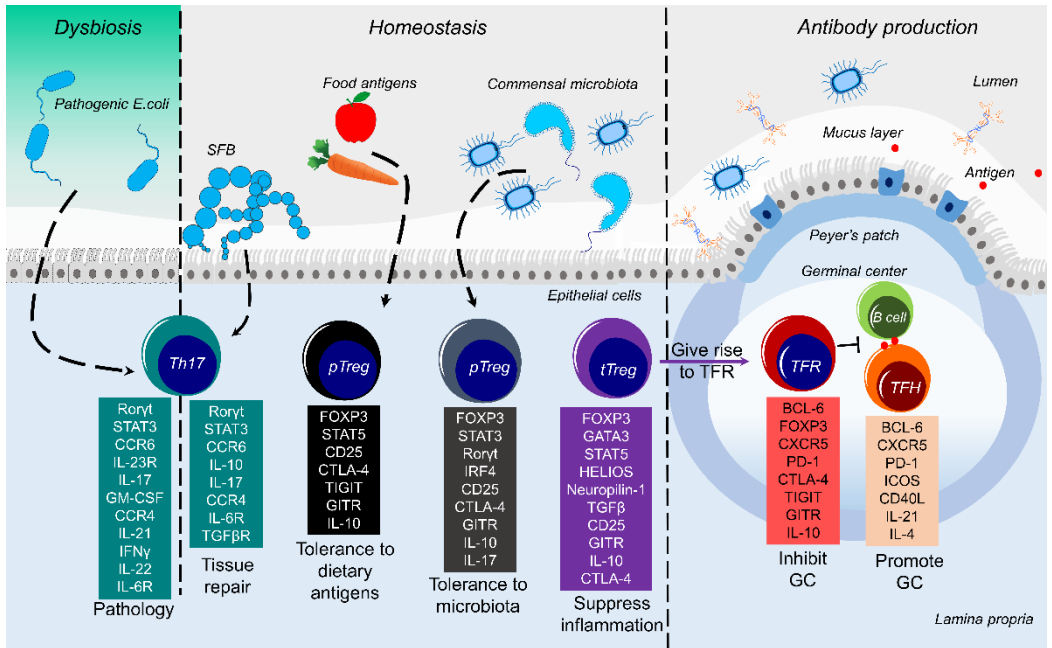 Dysbiosis
Homeostasis
Antibody production
Pathogenic E.coli
SFB
Food antigens
Commensal microbiota
Lumen
Mucus layer
Antigen
Peyer's patch
Germinal center
Epithelial cells
Th17
pTreg
pTreg
tTreg
Give rise
to TFR
TFR
B cell
TFH
Rorγt
STAT3
CCR6
IL-23R
IL-17
GM-CSF
CCR4
IL-21
IFNγ
IL-22
IL-6R
Pathology
Rorγt
STAT3
CCR6
IL-10
IL-17
CCR4
IL-6R
TGFβR
Tissue
repair
FOXP3
STAT5
CD25
CTLA-4
TIGIT
GITR
IL-10
Tolerance to
dietary
antigens
FOXP3
STAT3
Rorγt
IRF4
CD25
CTLA-4
GITR
IL-10
IL-17
Tolerance to
microbiota
FOXP3
GATA3
STAT5
HELIOS
Neuropilin-1
TGFβ
CD25
GITR
IL-10
CTLA-4
Suppress
inflammation
BCL-6
FOXP3
CXCR5
PD-1
CTLA-4
TIGIT
GITR
IL-10
Inhibit
GC
BCL-6
CXCR5
PD-1
ICOS
CD40L
IL-21
IL-4
Promote
GC
Lamina propria